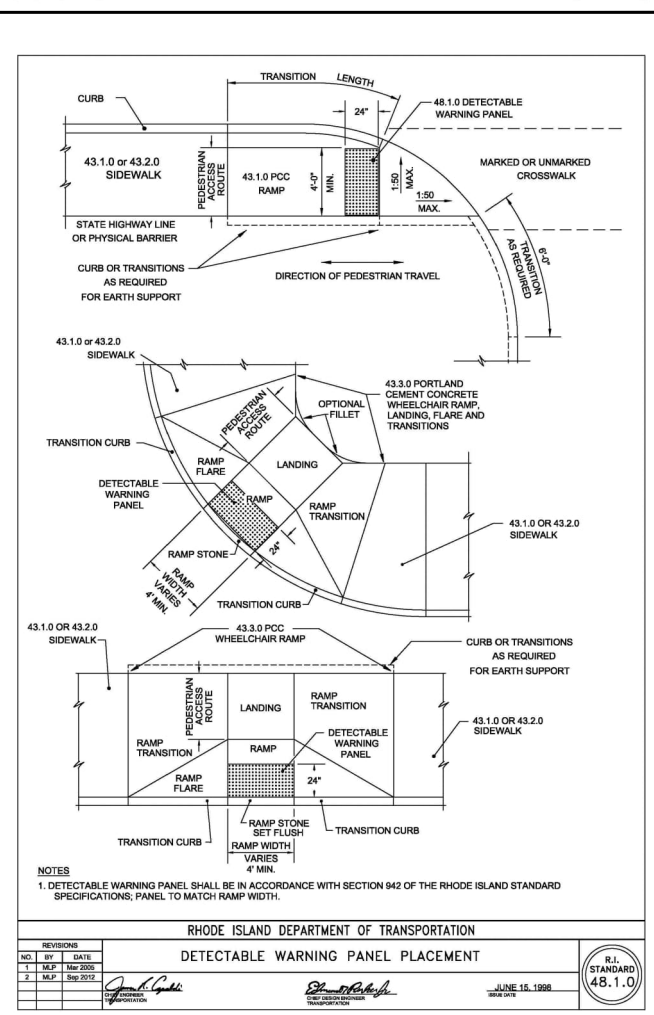 TRANSITION LENGTH
CURB
24"
48.1.0 DETECTABLE
WARNING PANEL
43.1.0 or 43.2.0
SIDEWALK
PEDESTRIAN
ACCESS
ROUTE
43.1.0 PCC
RAMP
4'-0"
MIN.
1:50
MAX.
1:50
MAX.
MARKED OR UNMARKED
CROSSWALK
STATE HIGHWAY LINE
OR PHYSICAL BARRIER
6'-0"
TRANSITION
AS REQUIRED
CURB OR TRANSITIONS
AS REQUIRED
FOR EARTH SUPPORT
DIRECTION OF PEDESTRIAN TRAVEL
43.1.0 or 43.2.0
SIDEWALK
PEDESTRIAN
ACCESS
ROUTE
OPTIONAL
FILLET
43.3.0 PORTLAND
CEMENT CONCRETE
WHEELCHAIR RAMP,
LANDING, FLARE AND
TRANSITIONS
TRANSITION CURB
RAMP
FLARE
LANDING
DETECTABLE
WARNING
PANEL
RAMP
RAMP
TRANSITION
43.1.0 OR 43.2.0
SIDEWALK
RAMP STONE
24"
RAMP
WIDTH
VARIES
4' MIN.
TRANSITION CURB
43.1.0 OR 43.2.0
SIDEWALK
43.3.0 PCC
WHEELCHAIR RAMP
CURB OR TRANSITIONS
AS REQUIRED
FOR EARTH SUPPORT
PEDESTRIAN
ACCESS
ROUTE
LANDING
RAMP
TRANSITION
43.1.0 OR 43.2.0
SIDEWALK
RAMP
TRANSITION
RAMP
DETECTABLE
WARNING
PANEL
RAMP
FLARE
24"
TRANSITION CURB
RAMP STONE
SET FLUSH
TRANSITION CURB
RAMP WIDTH
VARIES
4' MIN.
NOTES
1. DETECTABLE WARNING PANEL SHALL BE IN ACCORDANCE WITH SECTION 942 OF THE RHODE ISLAND STANDARD
SPECIFICATIONS; PANEL TO MATCH RAMP WIDTH.
RHODE ISLAND DEPARTMENT OF TRANSPORTATION
REVISIONS
NO. BY DATE
1 MLP Mar 2005
2 MLP Sep 2012
DETECTABLE WARNING PANEL PLACEMENT
CHIEF ENGINEER
TRANSPORTATION
CHIEF DESIGN ENGINEER
TRANSPORTATION
JUNE 15, 1998
ISSUE DATE
R.I.
STANDARD
48.1.0